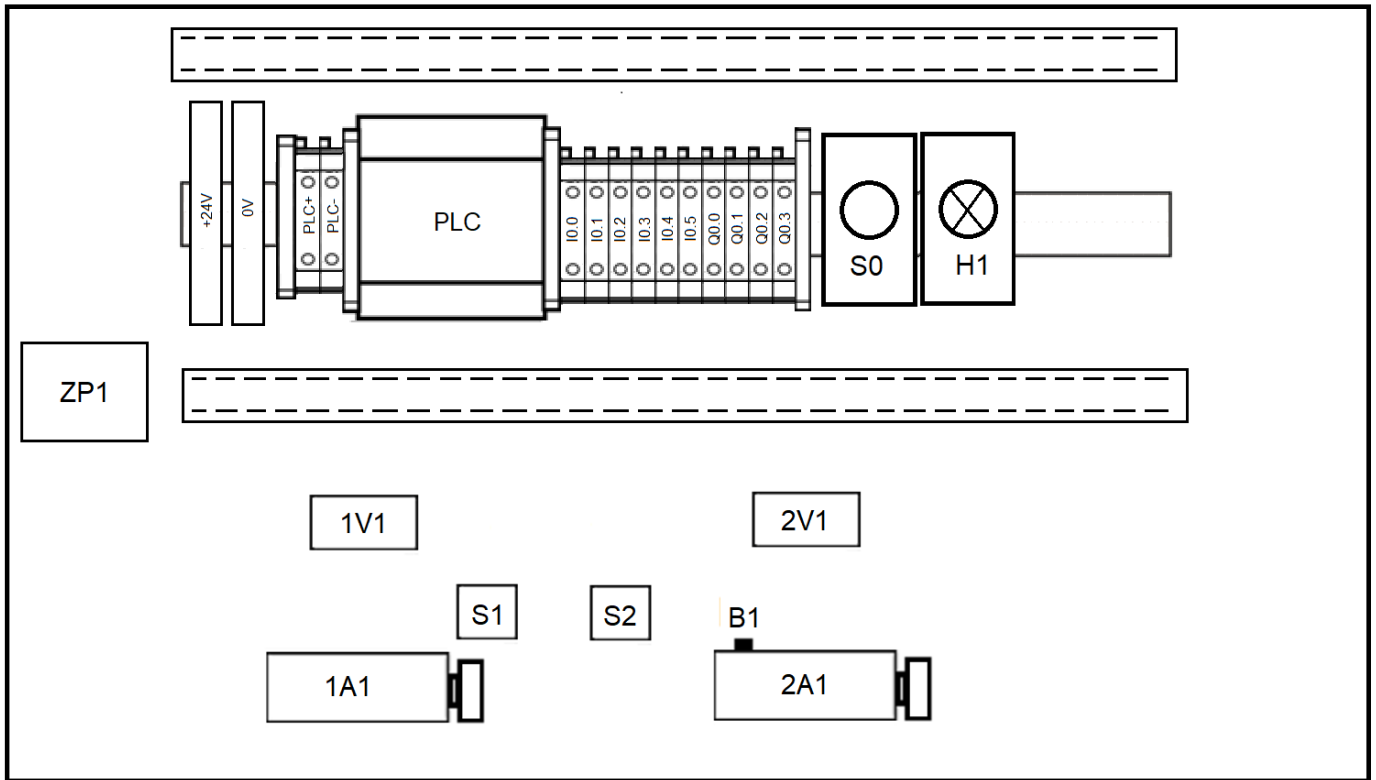 +24V
0V
PLC+
PLC-
PLC
I0.0
I0.1
I0.2
I0.3
I0.4
I0.5
Q0.0
Q0.1
Q0.2
Q0.3
S0
H1
ZP1
1V1
2V1
S1
S2
B1
1A1
2A1